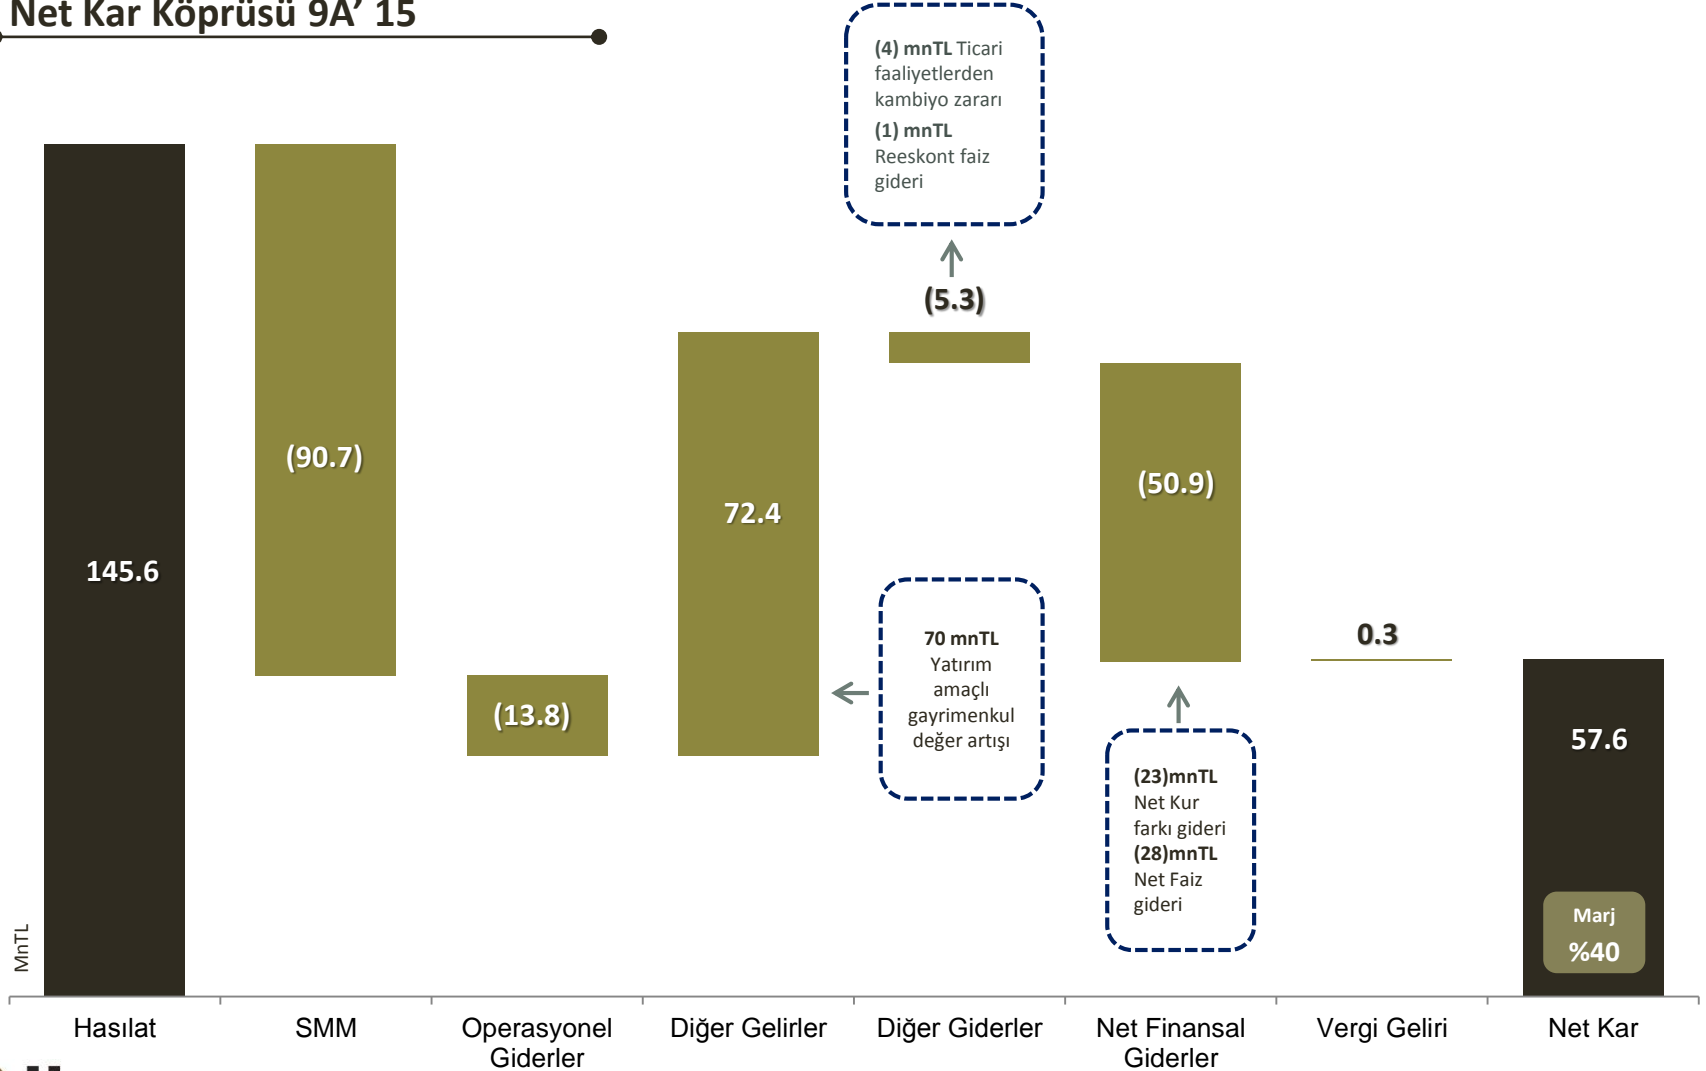 Net Kar Köprüsü 9A’ 15
(4) mnTL Ticari
faaliyetlerden
kambiyo zararı
(1) mnTL
Reeskont faiz
gideri
(5.3)
(90.7)
(50.9)
72.4
145.6
70 mnTL
Yatırım
amaçlı
gayrimenkul
değer artışı
0.3
(13.8)
57.6
(23)mnTL
Net Kur
farkı gideri
(28)mnTL
Net Faiz
gideri
Marj
%40
MnTL
Hasılat
SMM
Operasyonel
Giderler
Diğer Gelirler
Diğer Giderler
Net Finansal
Giderler
Vergi Geliri
Net Kar